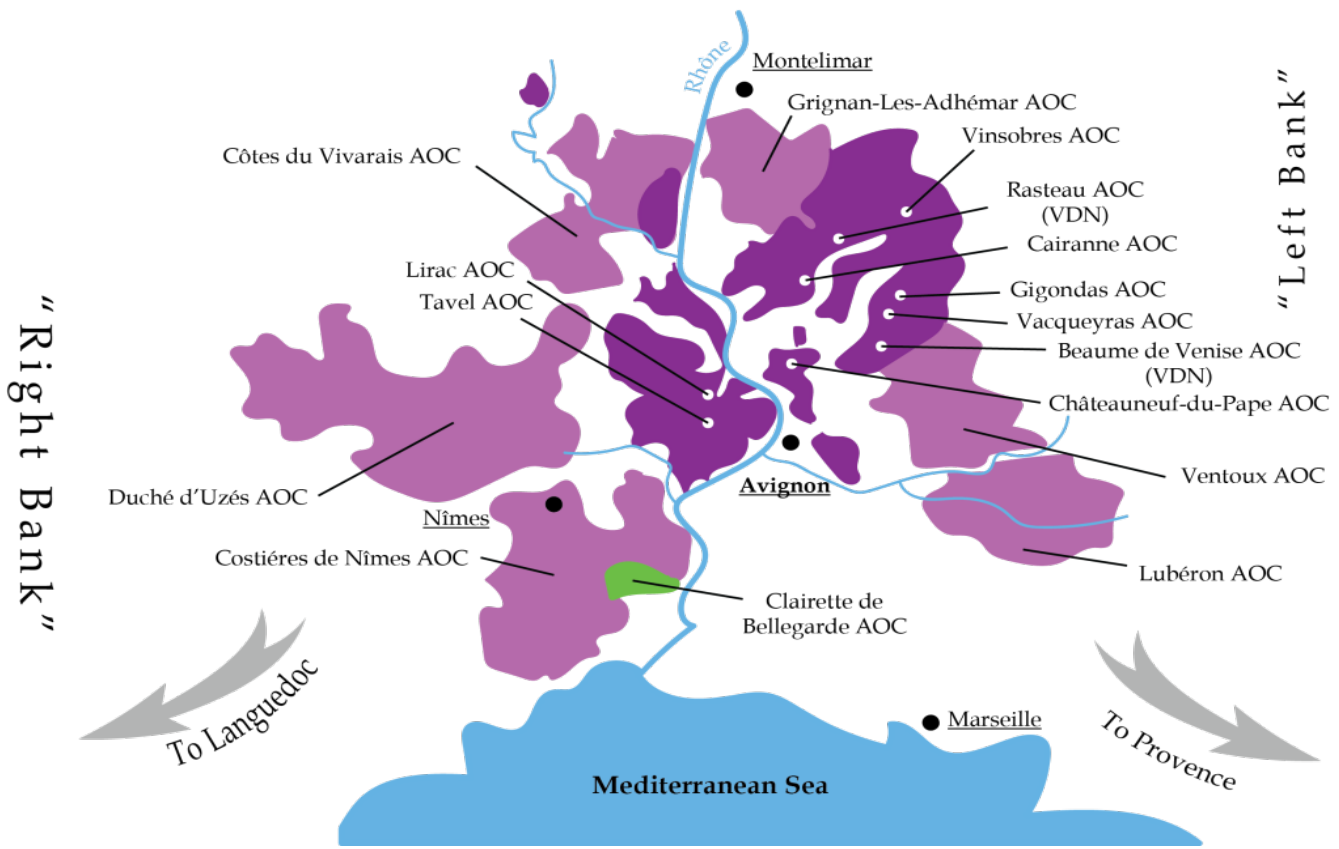 Rhône
Montelimar
Grignan-Les-Adhémar AOC
Vinsobres AOC
Côtes du Vivarais AOC
Rasteau AOC
(VDN)
Cairanne AOC
Lirac AOC
Tavel AOC
Gigondas AOC
Vacqueyras AOC
Beaume de Venise AOC
(VDN)
Châteauneuf-du-Pape AOC
"Left Bank"
"Right Bank"
Ventoux AOC
Duché d'Uzés AOC
Avignon
Nîmes
Costiéres de Nîmes AOC
Lubéron AOC
Clairette de
Bellegarde AOC
To Languedoc
Marseille
To Provence
Mediterranean Sea